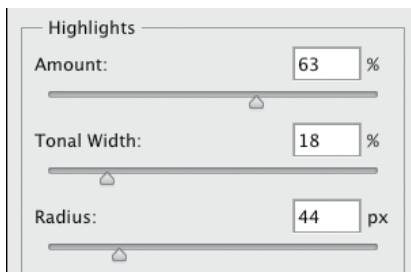 Highlights
Amount: 63 %
Tonal Width: 18 %
Radius: 44 px